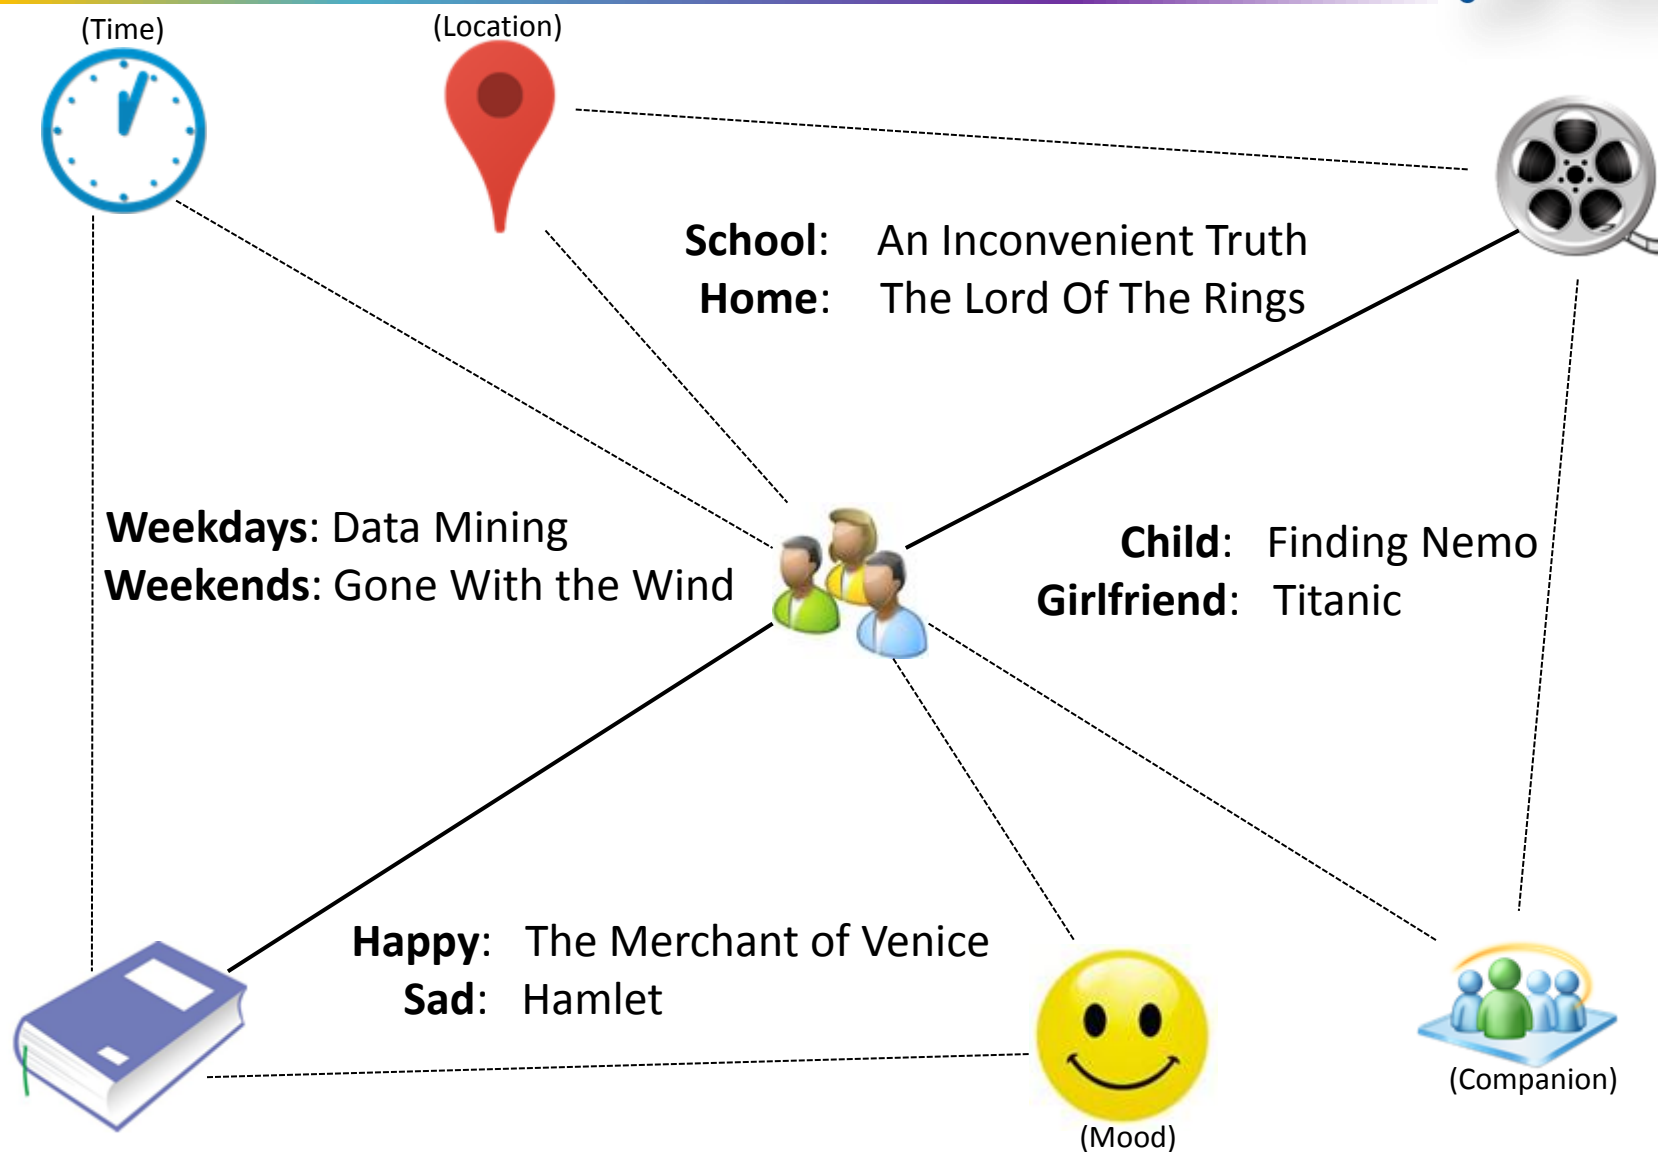 (Time)
(Location)
School: An Inconvenient Truth
Home: The Lord Of The Rings
Weekdays: Data Mining
Weekends: Gone With the Wind
Child: Finding Nemo
Girlfriend: Titanic
Happy: The Merchant of Venice
Sad: Hamlet
(Companion)
(Mood)